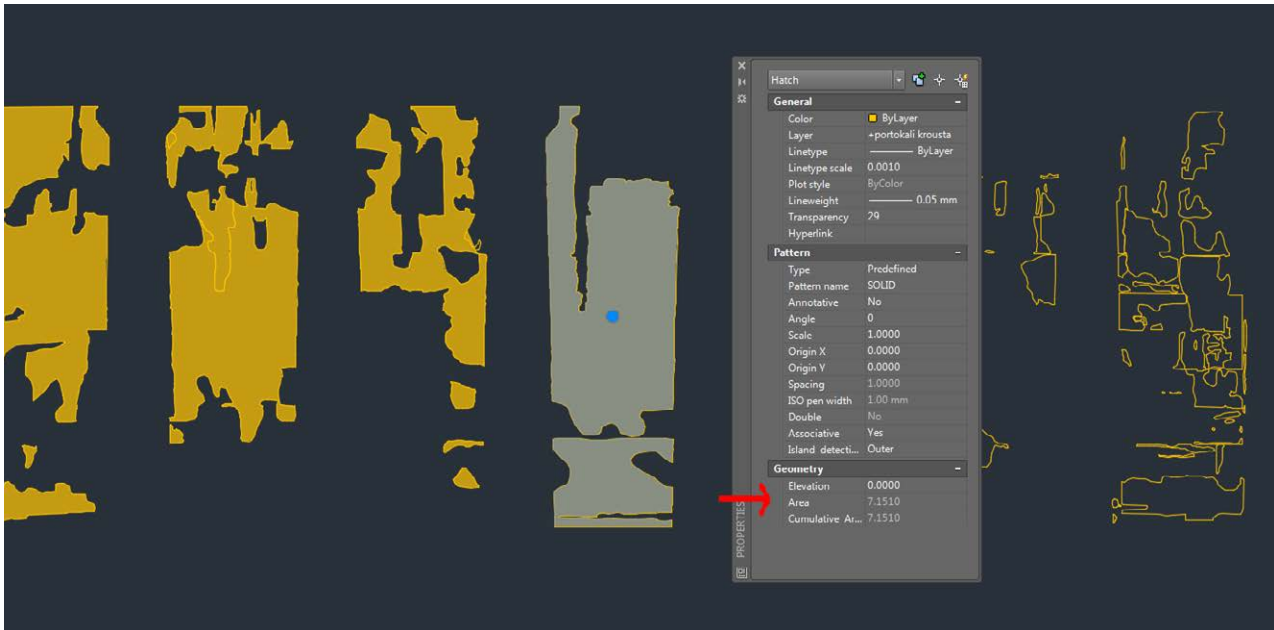 Hatch
General
Color ByLayer
Layer +portokali krousta
Linetype ByLayer
Linetype scale 0.0010
Plot style ByColor
Lineweight 0.05 mm
Transparency 29
Hyperlink
Pattern
Type Predefined
Pattern name SOLID
Annotative No
Angle 0
Scale 1.0000
Origin X 0.0000
Origin Y 0.0000
Spacing 1.0000
ISO pen width 1.00 mm
Double No
Associative Yes
Island detecti... Outer
Geometry
Elevation 0.0000
Area 7.1510
Cumulative Ar... 7.1510
PROPERTIES